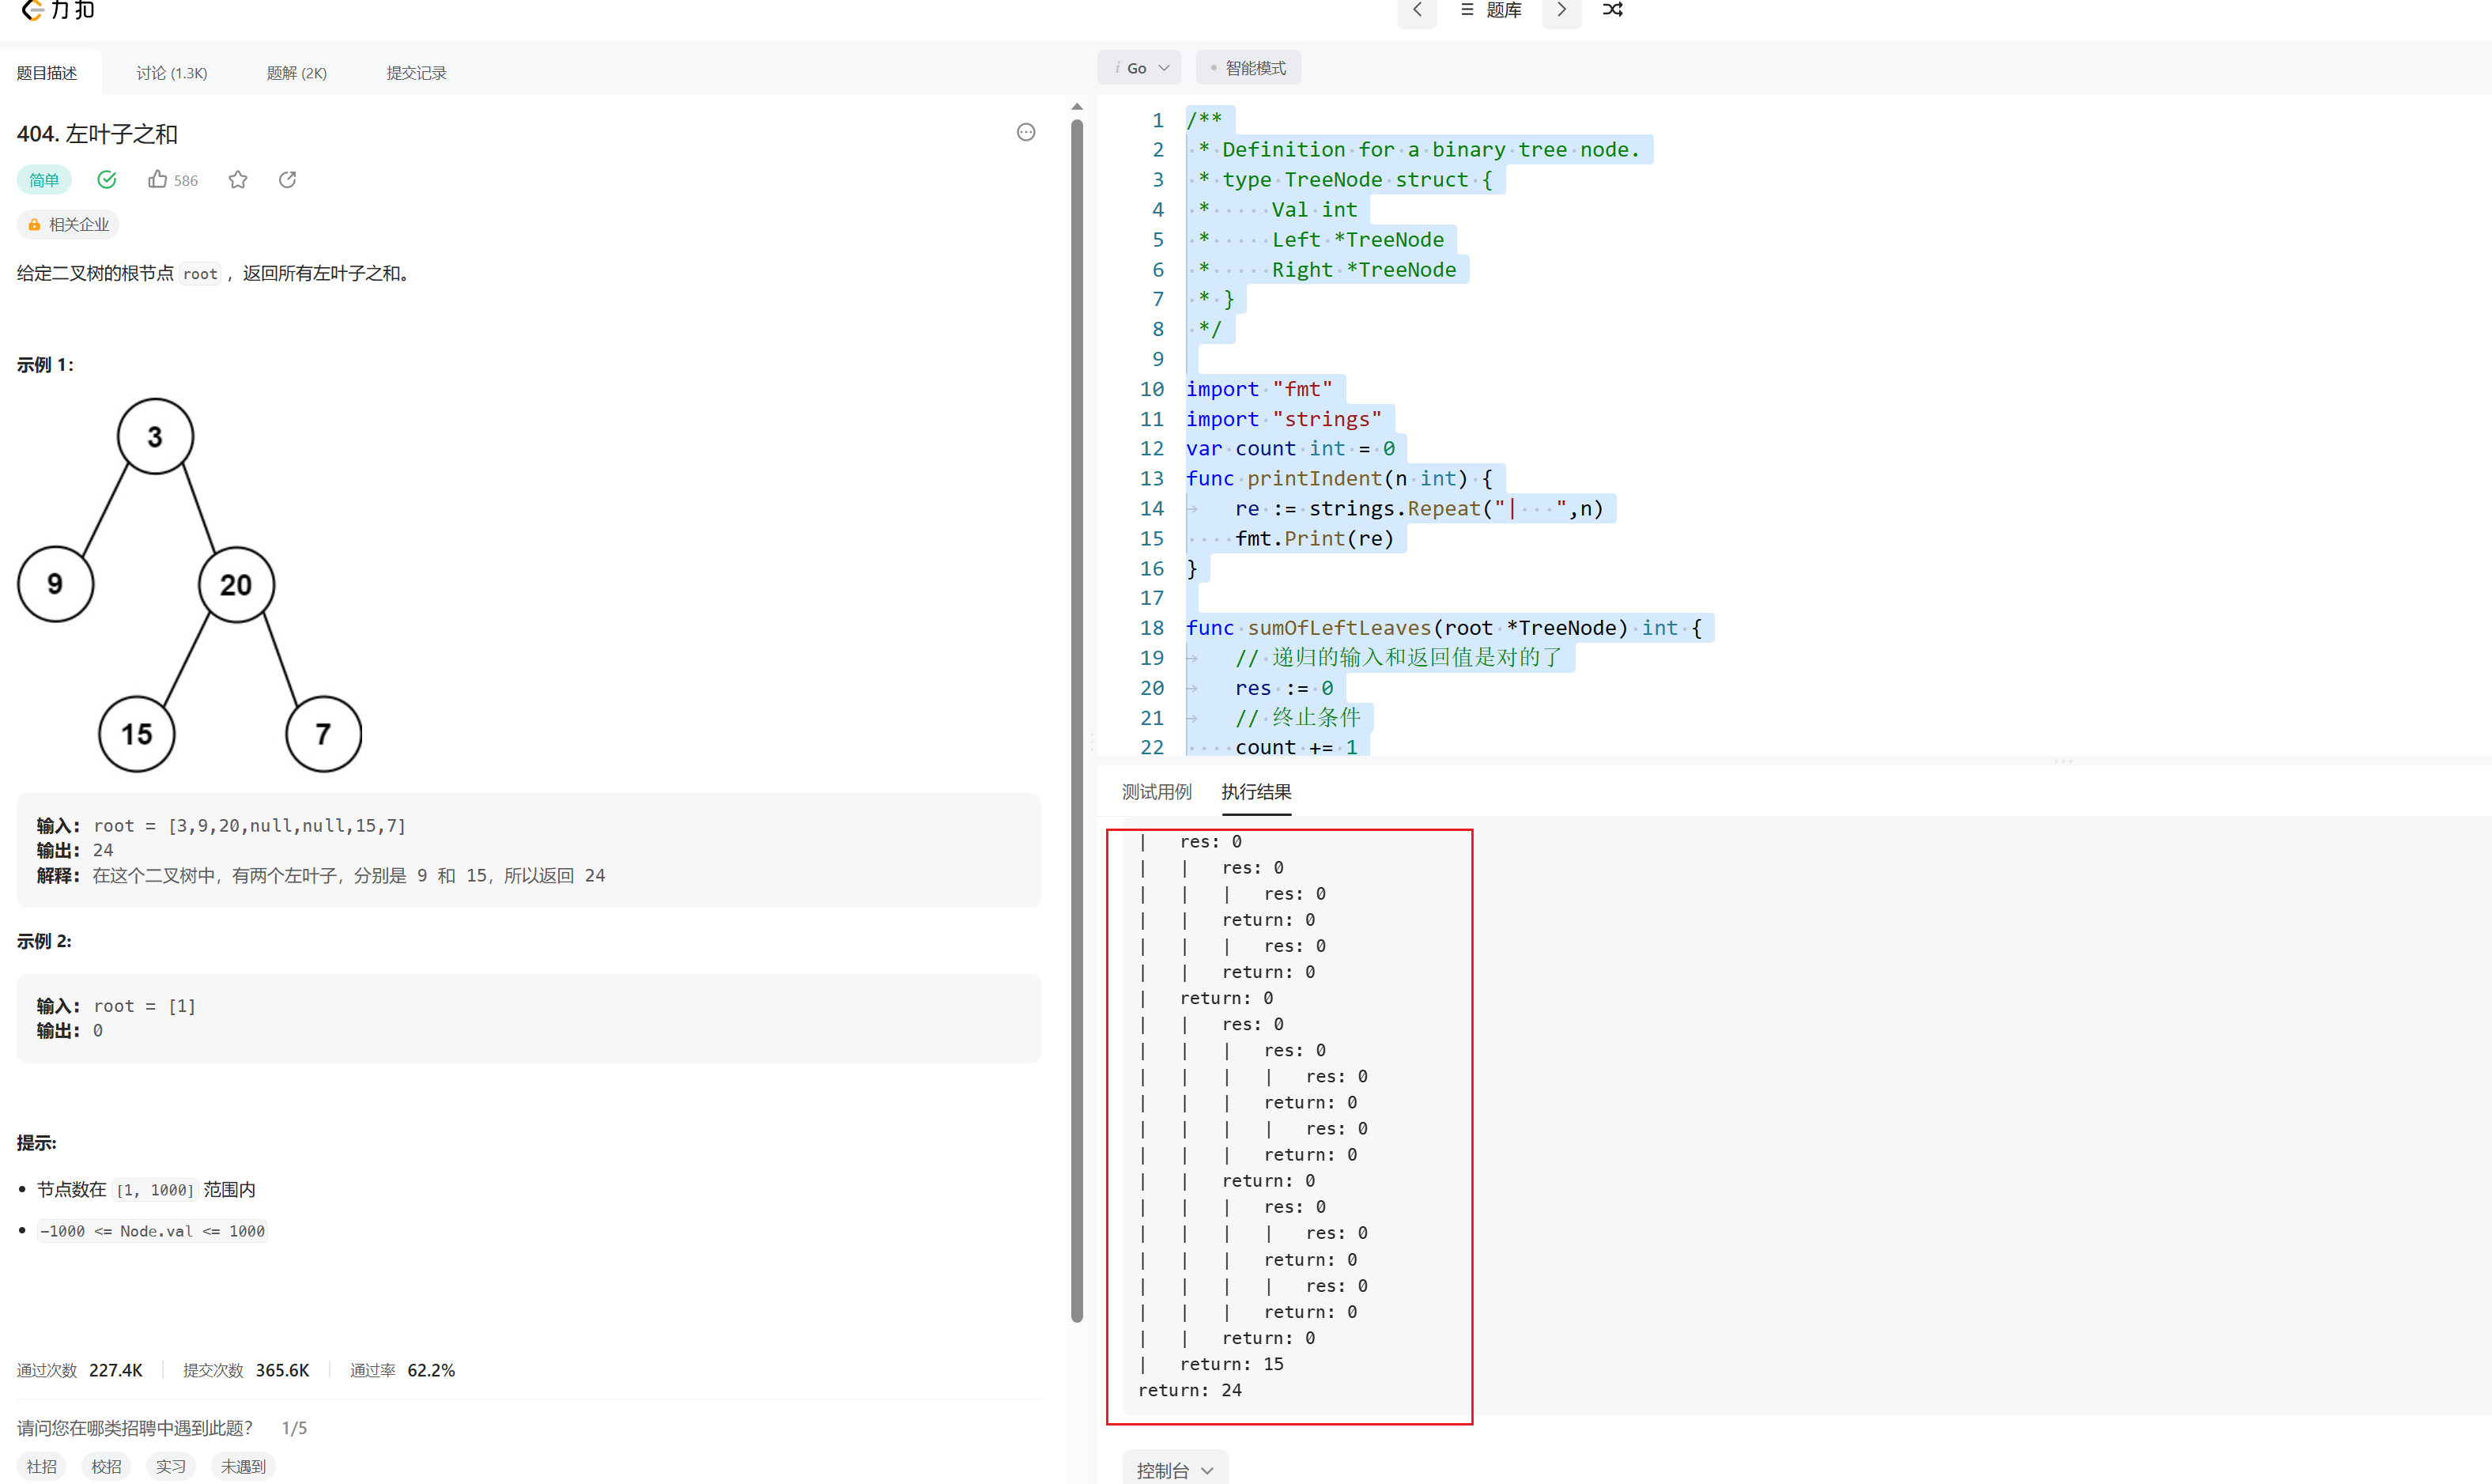 力扣
题库
题目描述
讨论 (1.3K)
题解 (2K)
提交记录
404. 左叶子之和
简单
586
相关企业
给定二叉树的根节点 root ，返回所有左叶子之和。
示例 1：
3
9
20
15
7
输入: root = [3,9,20,null,null,15,7]
输出: 24
解释: 在这个二叉树中，有两个左叶子，分别是 9 和 15，所以返回 24
示例 2:
输入: root = [1]
输出: 0
提示:
• 节点数在 [1, 1000] 范围内
• -1000 <= Node.val <= 1000
通过次数 227.4K
提交次数 365.6K
通过率 62.2%
请问您在哪类招聘中遇到此题？ 1/5
社招
校招
实习
未遇到
i Go
智能模式
1 /**
2  * Definition for a binary tree node.
3  * type TreeNode struct {
4  *     Val int
5  *     Left *TreeNode
6  *     Right *TreeNode
7  * }
8  */
9
10 import "fmt"
11 import "strings"
12 var count int = 0
13 func printIndent(n int) {
14     re := strings.Repeat("|   ",n)
15     fmt.Print(re)
16 }
17
18 func sumOfLeftLeaves(root *TreeNode) int {
19     // 递归的输入和返回值是对的了
20     res := 0
21     // 终止条件
22     count += 1
测试用例
执行结果
|   res: 0
|   |   res: 0
|   |   |   res: 0
|   |   return: 0
|   |   |   res: 0
|   |   return: 0
|   return: 0
|   |   res: 0
|   |   |   res: 0
|   |   |   |   res: 0
|   |   |   return: 0
|   |   |   |   res: 0
|   |   |   return: 0
|   |   return: 0
|   |   |   res: 0
|   |   |   |   res: 0
|   |   |   return: 0
|   |   |   |   res: 0
|   |   |   return: 0
|   |   return: 0
|   return: 15
return: 24
控制台